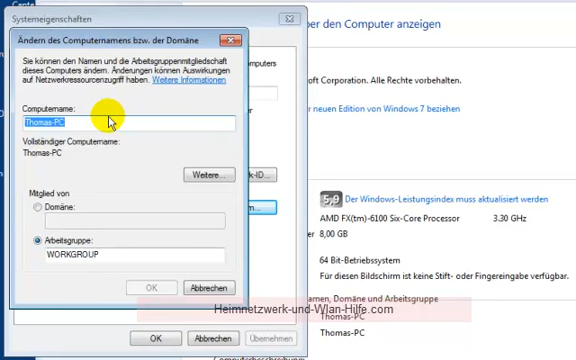 Systemeigenschaften
Ändern des Computernamens bzw. der Domäne
Sie können den Namen und die Arbeitsgruppenmitgliedschaft
dieses Computers ändern. Änderungen können Auswirkungen
auf Netzwerkressourcenzugriff haben. Weitere Informationen
Computername:
Thomas-PC
Vollständiger Computername:
Thomas-PC
Weitere...
Mitglied von
Domäne:
Arbeitsgruppe:
WORKGROUP
OK
Abbrechen
k-ID...
OK
Abbrechen
Übernehmen
den Computer anzeigen
soft Corporation. Alle Rechte vorbehalten.
neuen Edition von Windows 7 beziehen
5,9
Der Windows-Leistungsindex muss aktualisiert werden
AMD FX(tm)-6100 Six-Core Processor
3.30 GHz
8,00 GB
64 Bit-Betriebssystem
Für diesen Bildschirm ist keine Stift- oder Fingereingabe verfügbar.
Domäne und Arbeitsgruppe
Heimnetzwerk-und-Wlan-Hilfe.com
Thomas-PC
Thomas-PC